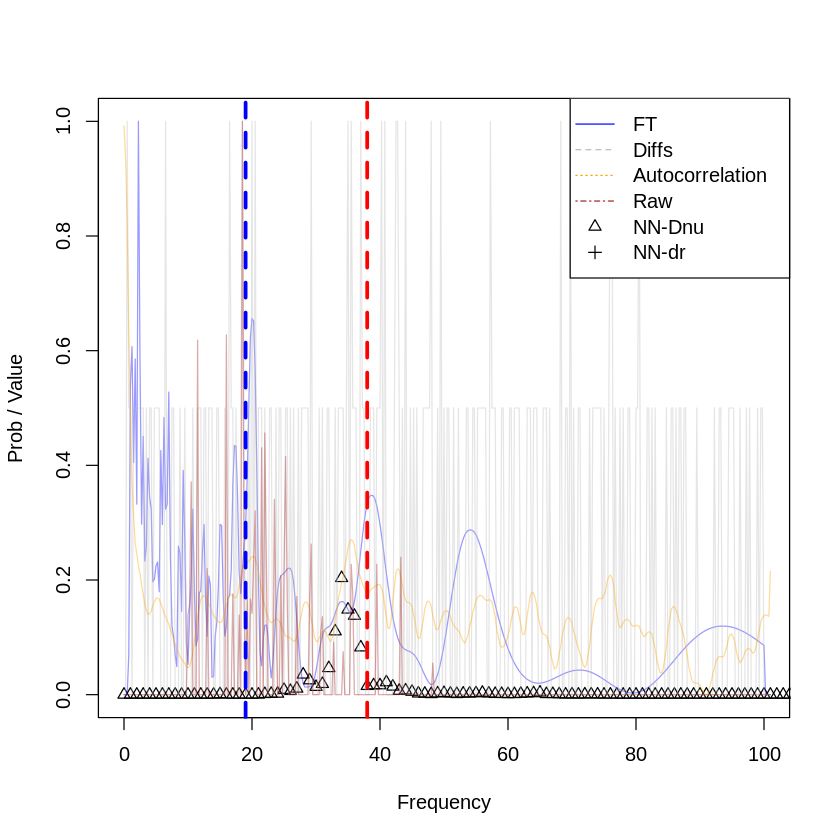 FT
Diffs
Autocorrelation
Raw
NN-Dnu
NN-dr
Prob / Value
1.0
0.8
0.6
0.4
0.2
0.0
0 20 40 60 80 100
Frequency